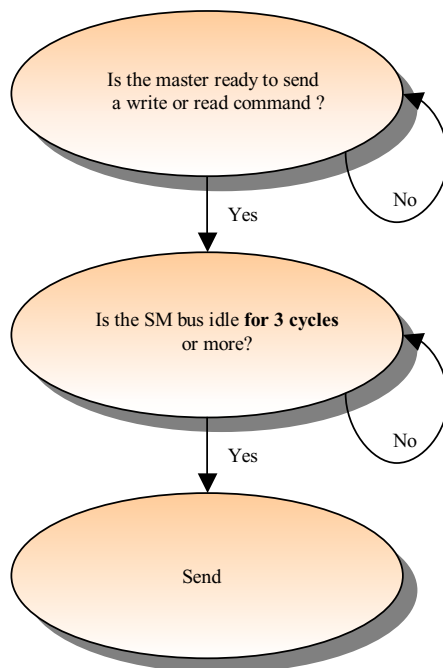 Is the master ready to send
a write or read command ?
No
Yes
Is the SM bus idle for 3 cycles
or more?
No
Yes
Send